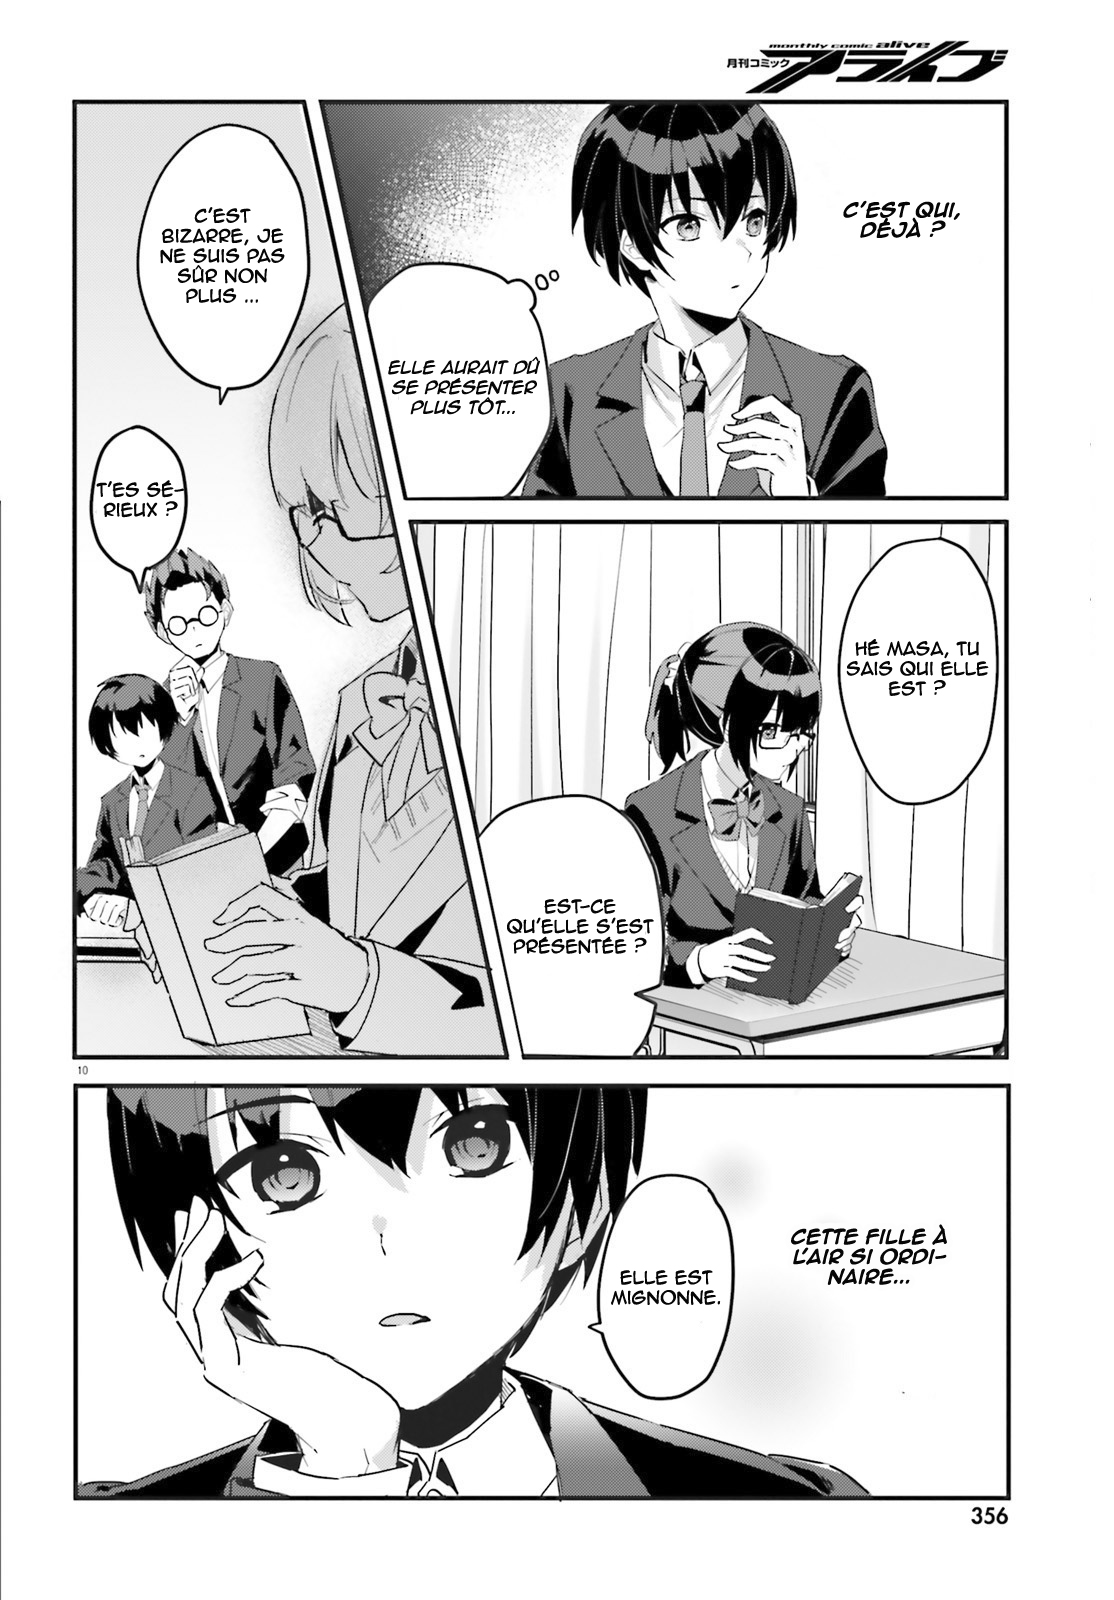 monthly comic alive
月刊コミック
アライブ
C'EST QUI,
DÉJÀ ?
ELLE AURAIT DÛ
SE PRÉSENTER
PLUS TÔT...
HÉ MASA, TU
SAIS QUI ELLE
EST ?
EST-CE
QU'ELLE S'EST
PRÉSENTÉE ?
C'EST
BIZARRE, JE
NE SUIS PAS
SÛR NON
PLUS ...
T'ES SÉ-
RIEUX ?
10
CETTE FILLE À
L'AIR SI ORDI-
NAIRE...
ELLE EST
MIGNONNE.
356